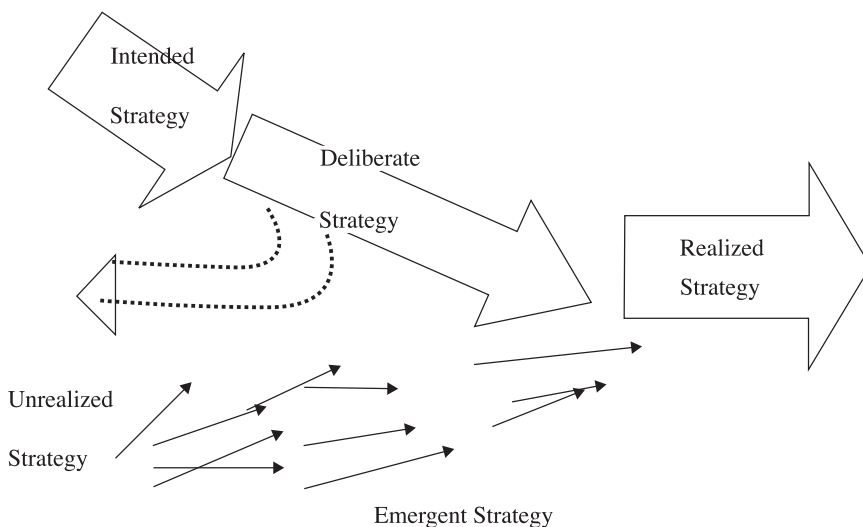 Intended
Strategy
Deliberate
Strategy
Realized
Strategy
Unrealized
Strategy
Emergent Strategy